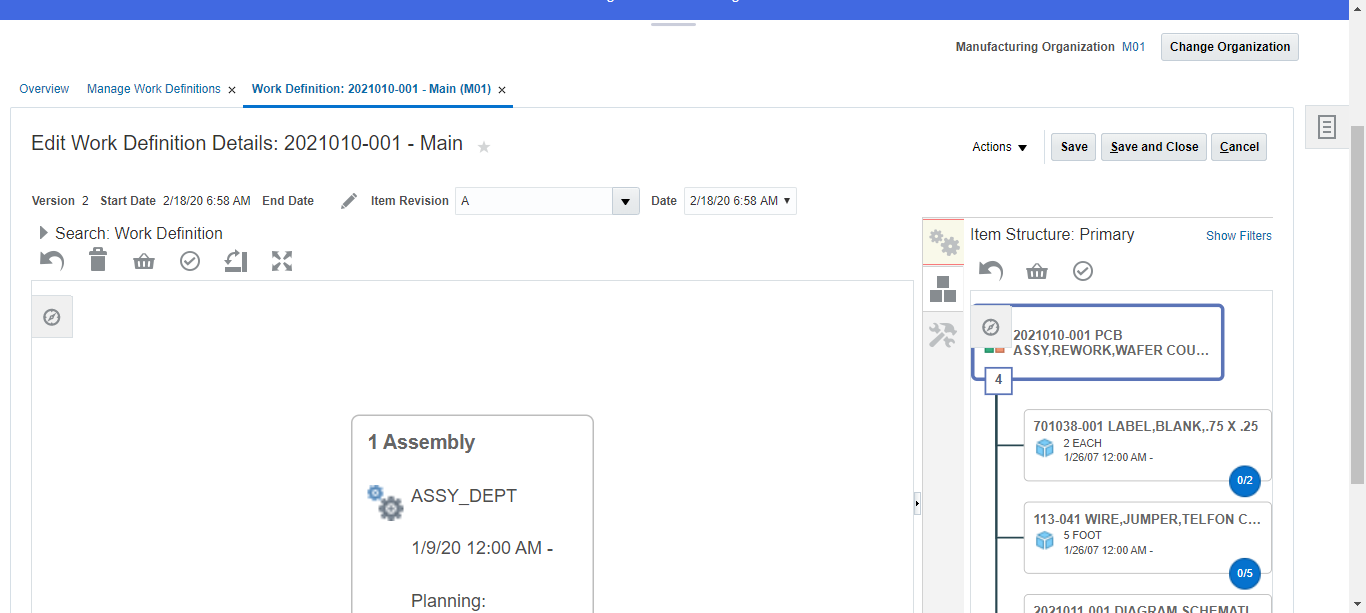 Manufacturing Organization M01 Change Organization
Overview Manage Work Definitions × Work Definition: 2021010-001 - Main (M01) ×
Edit Work Definition Details: 2021010-001 - Main
Actions Save Save and Close Cancel
Version 2 Start Date 2/18/20 6:58 AM End Date Item Revision A Date 2/18/20 6:58 AM
Search: Work Definition
Item Structure: Primary Show Filters
2021010-001 PCB
ASSY,REWORK,WAFER COU...
4
701038-001 LABEL,BLANK,.75 X .25
2 EACH
1/26/07 12:00 AM -
0/2
113-041 WIRE,JUMPER,TELFON C...
5 FOOT
1/26/07 12:00 AM -
0/5
2021011-001 DIAGRAM,SCHEMATI...
1 Assembly
ASSY_DEPT
1/9/20 12:00 AM -
Planning: